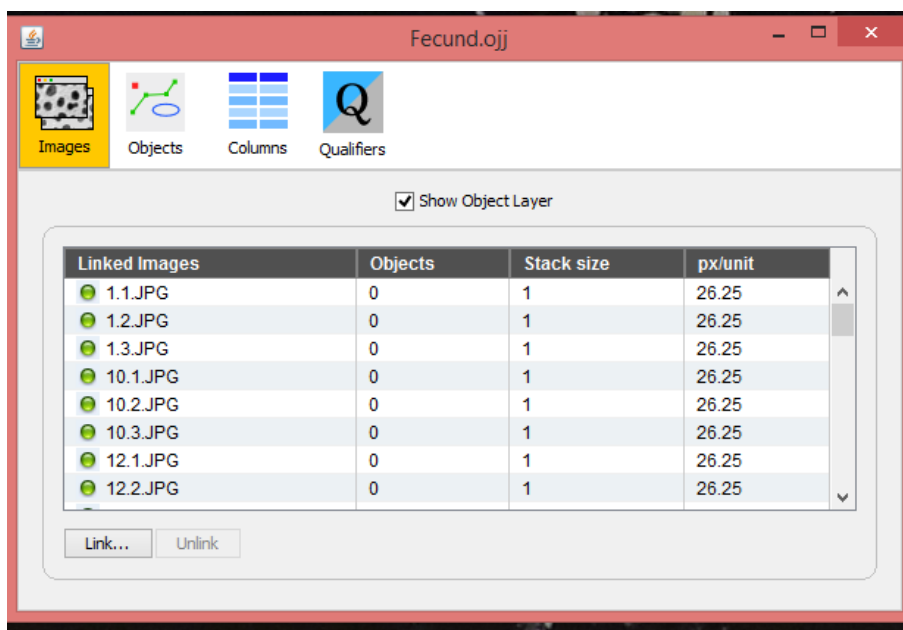 Fecund.ojj
Images Objects Columns Q Qualifiers
Show Object Layer
Linked Images Objects Stack size px/unit
1.1.JPG 0 1 26.25
1.2.JPG 0 1 26.25
1.3.JPG 0 1 26.25
10.1.JPG 0 1 26.25
10.2.JPG 0 1 26.25
10.3.JPG 0 1 26.25
12.1.JPG 0 1 26.25
12.2.JPG 0 1 26.25
Link... Unlink